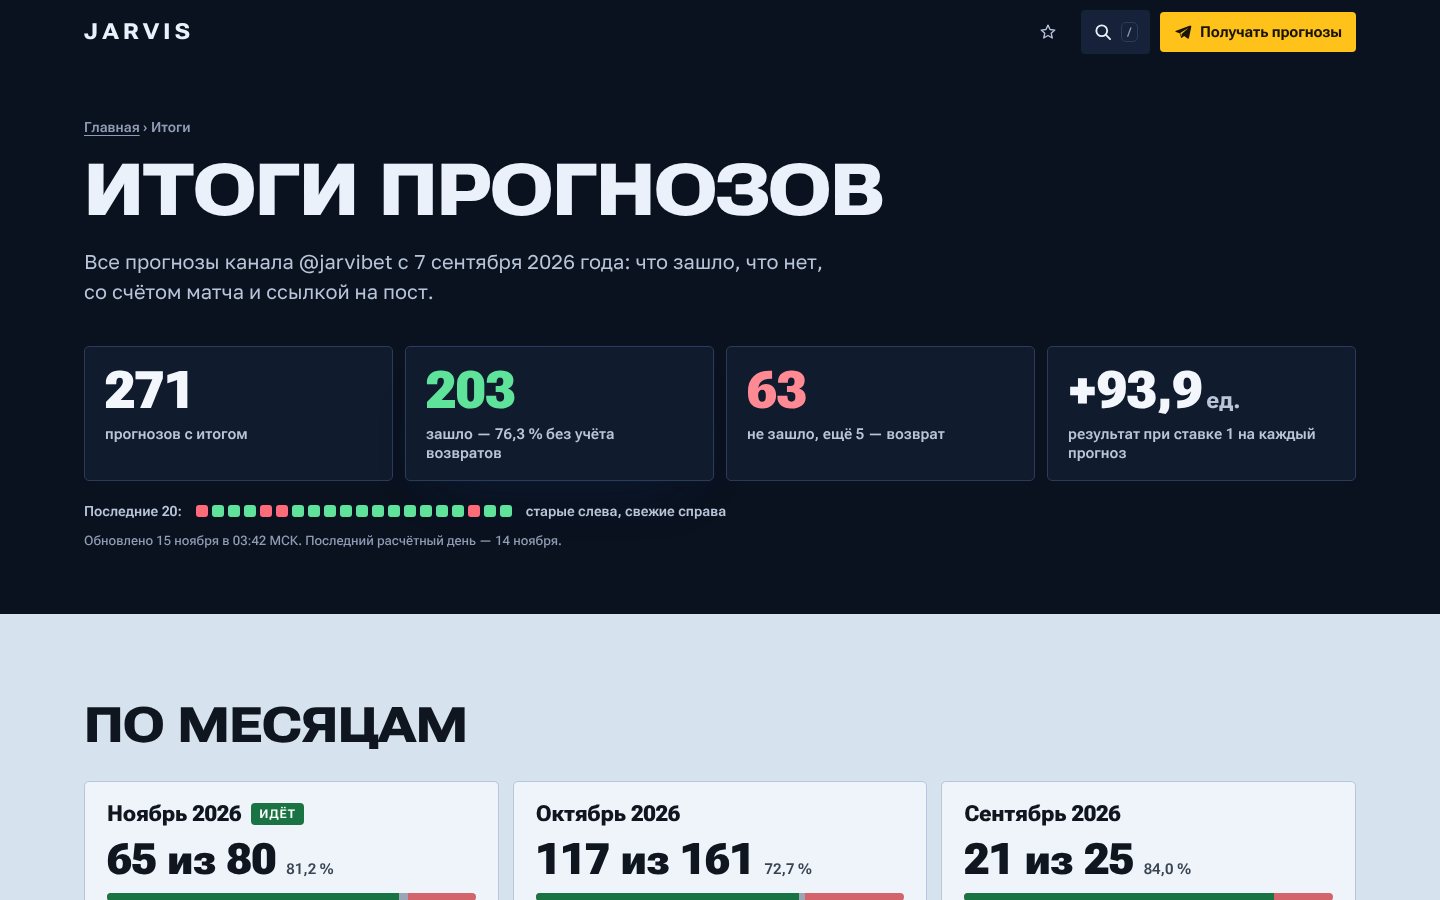 JARVIS
/
Получать прогнозы
Главная › Итоги
ИТОГИ ПРОГНОЗОВ
Все прогнозы канала @jarvibet с 7 сентября 2026 года: что зашло, что нет,
со счётом матча и ссылкой на пост.
271
прогнозов с итогом
203
зашло — 76,3 % без учёта
возвратов
63
не зашло, ещё 5 — возврат
+93,9 ед.
результат при ставке 1 на каждый
прогноз
Последние 20:
старые слева, свежие справа
Обновлено 15 ноября в 03:42 МСК. Последний расчётный день — 14 ноября.
ПО МЕСЯЦАМ
Ноябрь 2026 ИДЁТ
65 из 80 81,2 %
Октябрь 2026
117 из 161 72,7 %
Сентябрь 2026
21 из 25 84,0 %